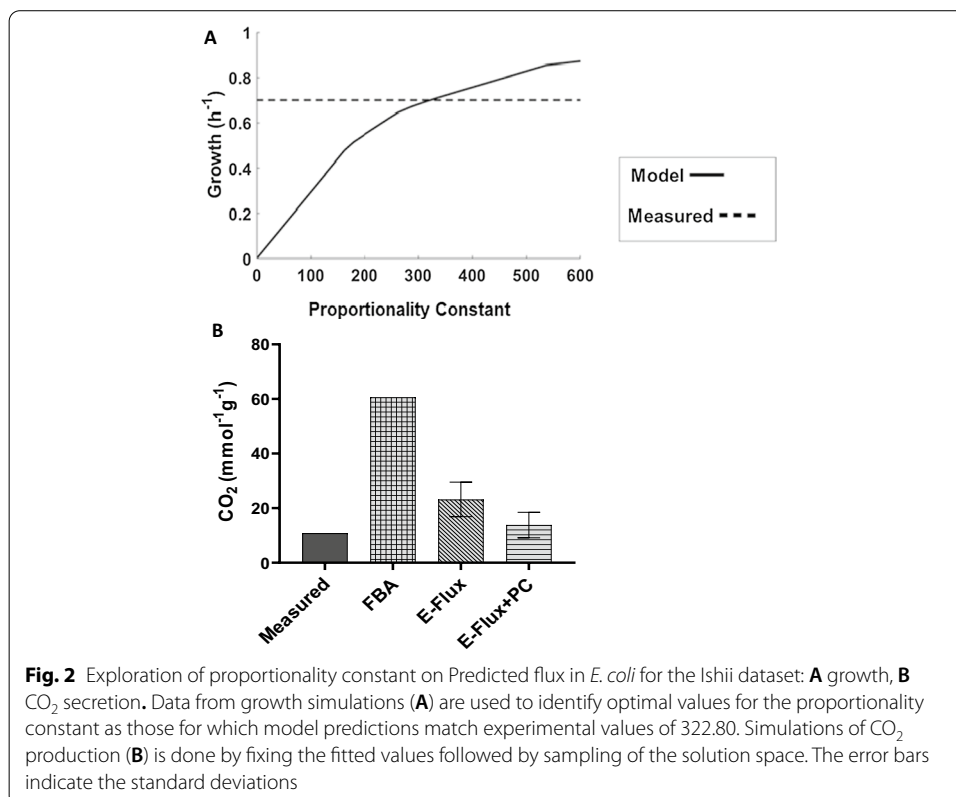 A
1
0.8
0.6
0.4
0.2
0
Growth (h⁻¹)
0 100 200 300 400 500 600
Proportionality Constant
Model
Measured
B
80
60
40
20
0
CO₂ (mmol⁻¹g⁻¹)
Measured
FBA
E-Flux
E-Flux+PC
Fig. 2 Exploration of proportionality constant on Predicted flux in E. coli for the Ishii dataset: A growth, B
CO₂ secretion. Data from growth simulations (A) are used to identify optimal values for the proportionality
constant as those for which model predictions match experimental values of 322.80. Simulations of CO₂
production (B) is done by fixing the fitted values followed by sampling of the solution space. The error bars
indicate the standard deviations